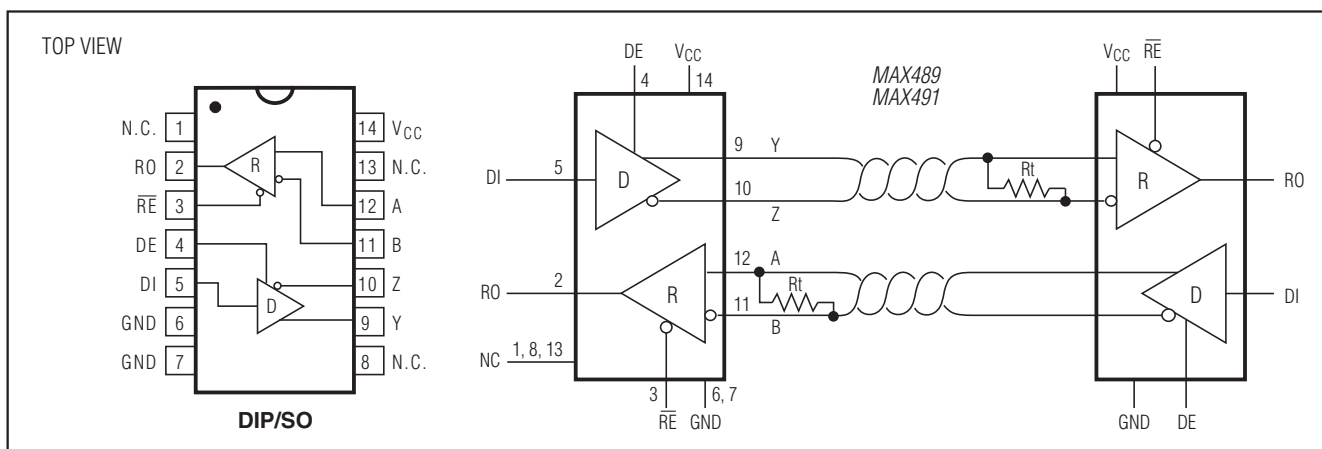 TOP VIEW
N.C. 1
RO 2
RE 3
DE 4
DI 5
GND 6
GND 7
14 VCC
13 N.C.
12 A
11 B
10 Z
9 Y
8 N.C.
R
D
DIP/SO
DE
4
VCC
14
MAX489
MAX491
VCC RE
DI 5
D
9 Y
10
Z
Rt
R
RO
RO 2
R
12 A
Rt
11
B
D
DI
NC 1, 8, 13
3
RE
6, 7
GND
GND DE